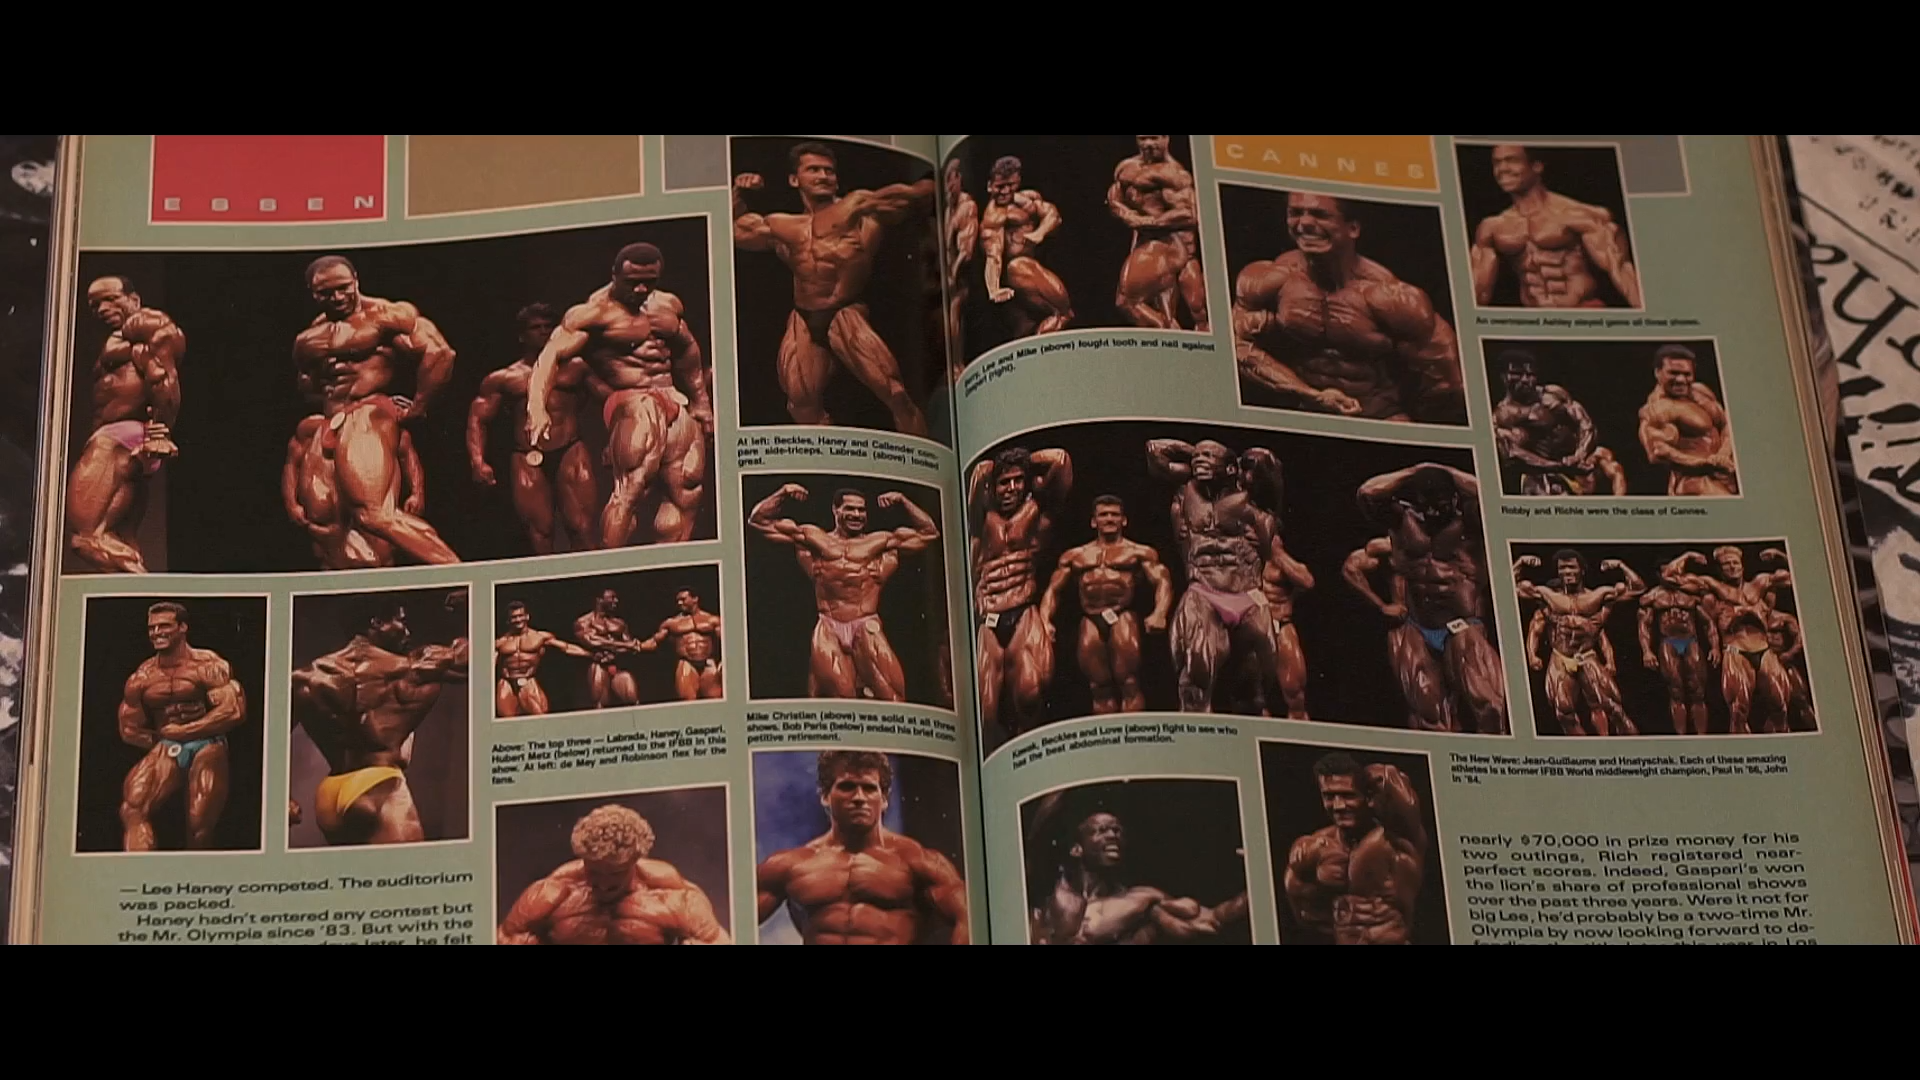 ESSEN
At left: Beckles, Haney and Callender com-
pare side-triceps. Labrada (above) looked
great.
Above: The top three — Labrada, Haney, Gaspari.
Hubert Metz (below) returned to the IFBB in this
show. At left: de Mey and Robinson flex for the
fans.
Mike Christian (above) was solid at all three
shows. Bob Paris (below) ended his brief com-
petitive retirement.
— Lee Haney competed. The auditorium
was packed.
Haney hadn't entered any contest but
the Mr. Olympia since '83. But with the
later, he felt
CANNES
Berry, Lee and Mike (above) fought tooth and nail against
Gaspari (right).
An overtrained Ashley stayed game all three shows.
Robby and Richie were the class of Cannes.
Kawak, Beckles and Love (above) fight to see who
has the best abdominal formation.
The New Wave: Jean-Guillaume and Hnatyschak. Each of these amazing
athletes is a former IFBB World middleweight champion, Paul in '86, John
in '84.
nearly $70,000 in prize money for his
two outings, Rich registered near-
perfect scores. Indeed, Gaspari's won
the lion's share of professional shows
over the past three years. Were it not for
big Lee, he'd probably be a two-time Mr.
Olympia by now looking forward to de-